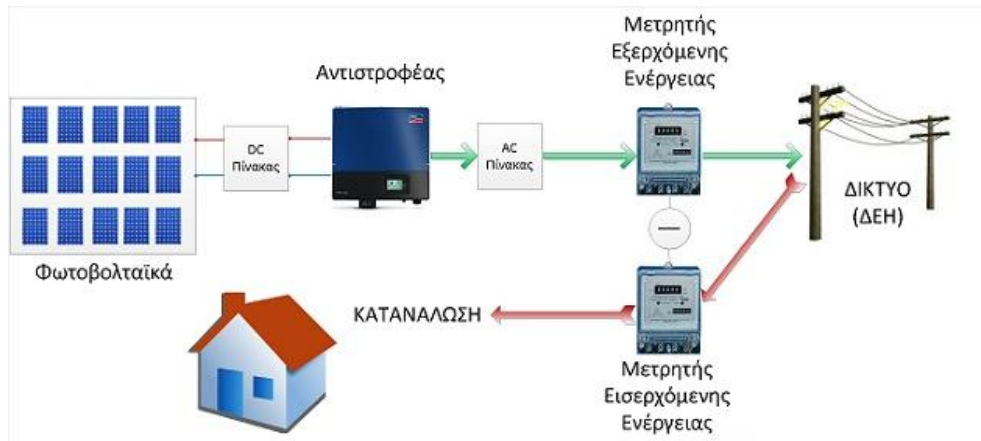 Μετρητής
Εξερχόμενης
Ενέργειας
Αντιστροφέας
DC
Πίνακας
AC
Πίνακας
ΔΙΚΤΥΟ
(ΔΕΗ)
Φωτοβολταϊκά
ΚΑΤΑΝΑΛΩΣΗ
Μετρητής
Εισερχόμενης
Ενέργειας